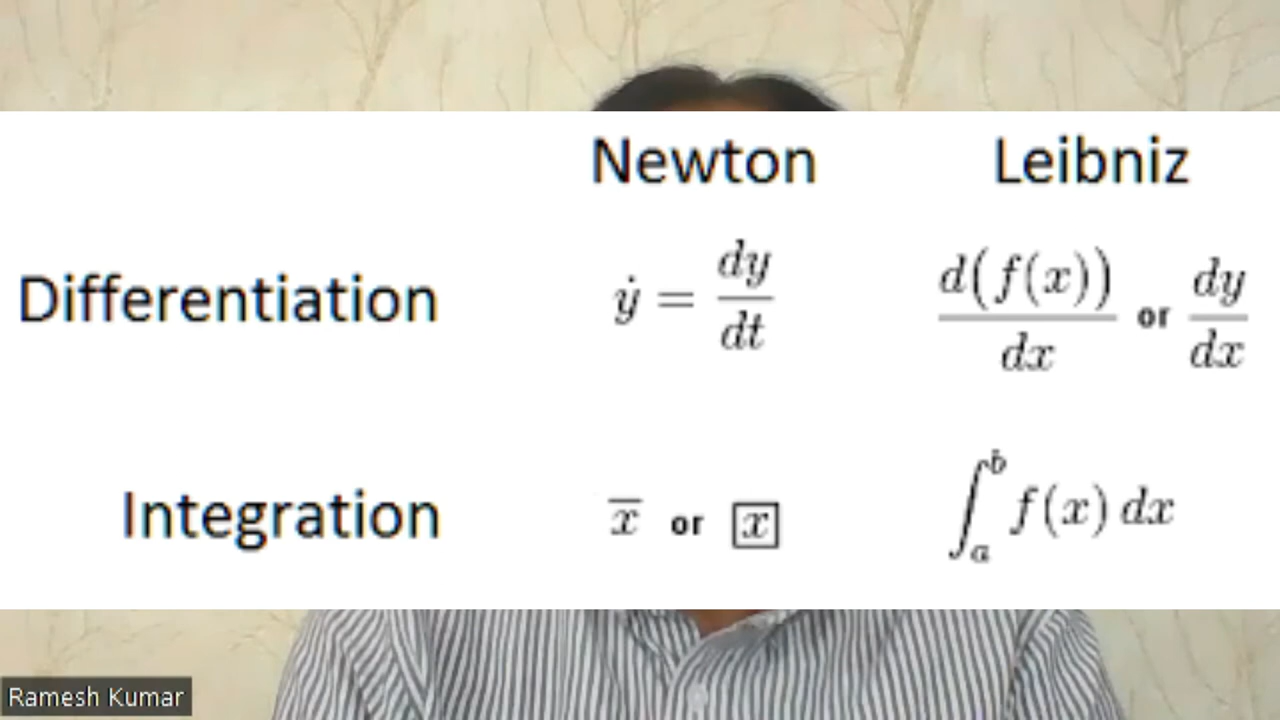 Newton Leibniz
Differentiation ẏ = dy/dt d(f(x))/dx or dy/dx
Integration x̅ or 🅇 ∫_a^b f(x) dx
Ramesh Kumar